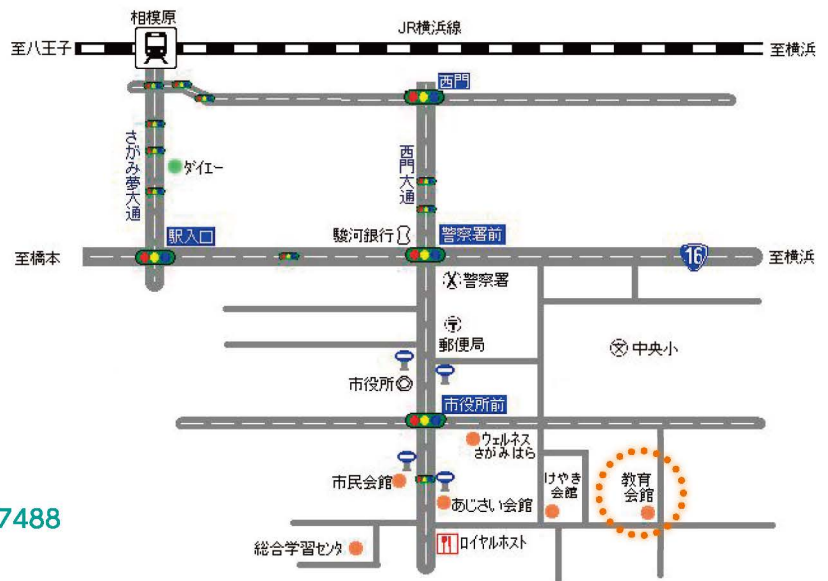 相模原
JR横浜線
至八王子
至横浜
西門
さがみ夢大通
ダイエー
西門大通
駅入口
駿河銀行
警察署前
至橋本
16
至横浜
警察署
〒
郵便局
文
中央小
市役所
市役所前
ウェルネス
さがみはら
市民会館
あじさい会館
けやき
会館
教育
会館
7488
総合学習センタ
ロイヤルホスト